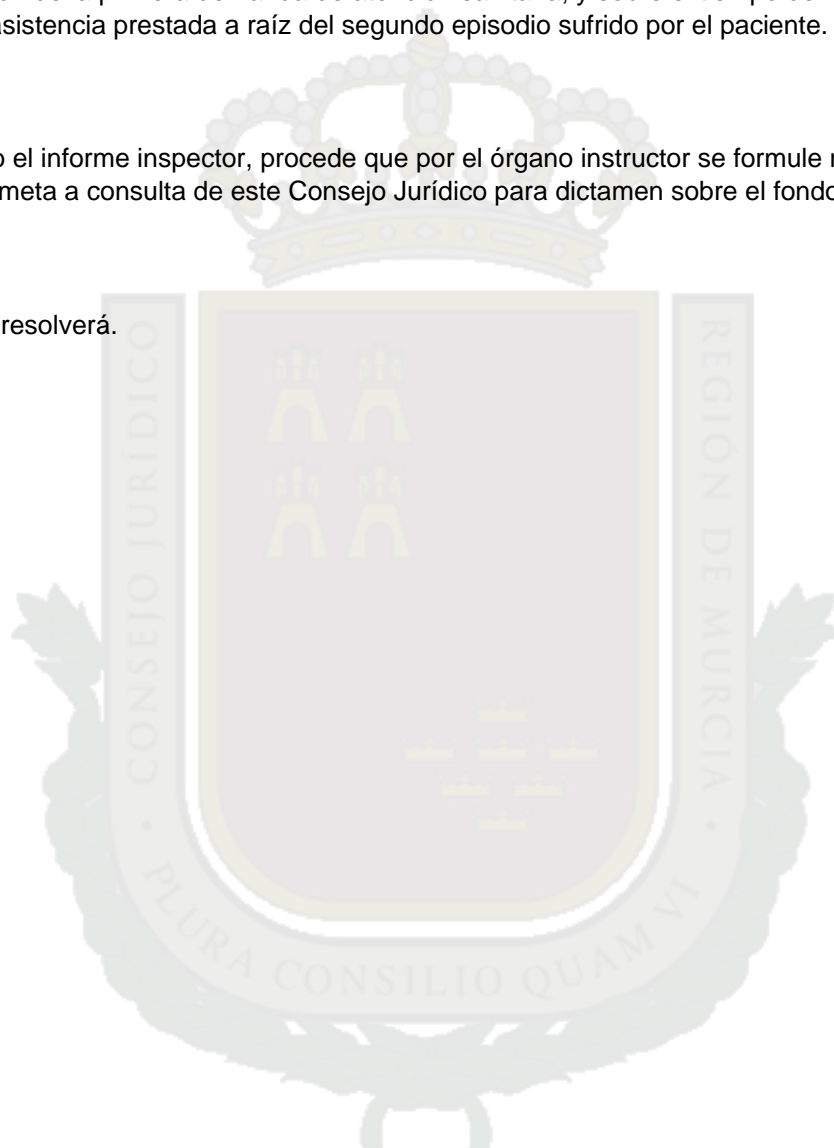 asistencia prestada a raíz del segundo episodio sufrido por el paciente.
o el informe inspector, procede que por el órgano instructor se formule
meta a consulta de este Consejo Jurídico para dictamen sobre el fondo
resolverá.
CONSEJO JURÍDICO
REGIÓN DE MURCIA
PLURA CONSILIO QUAM VI